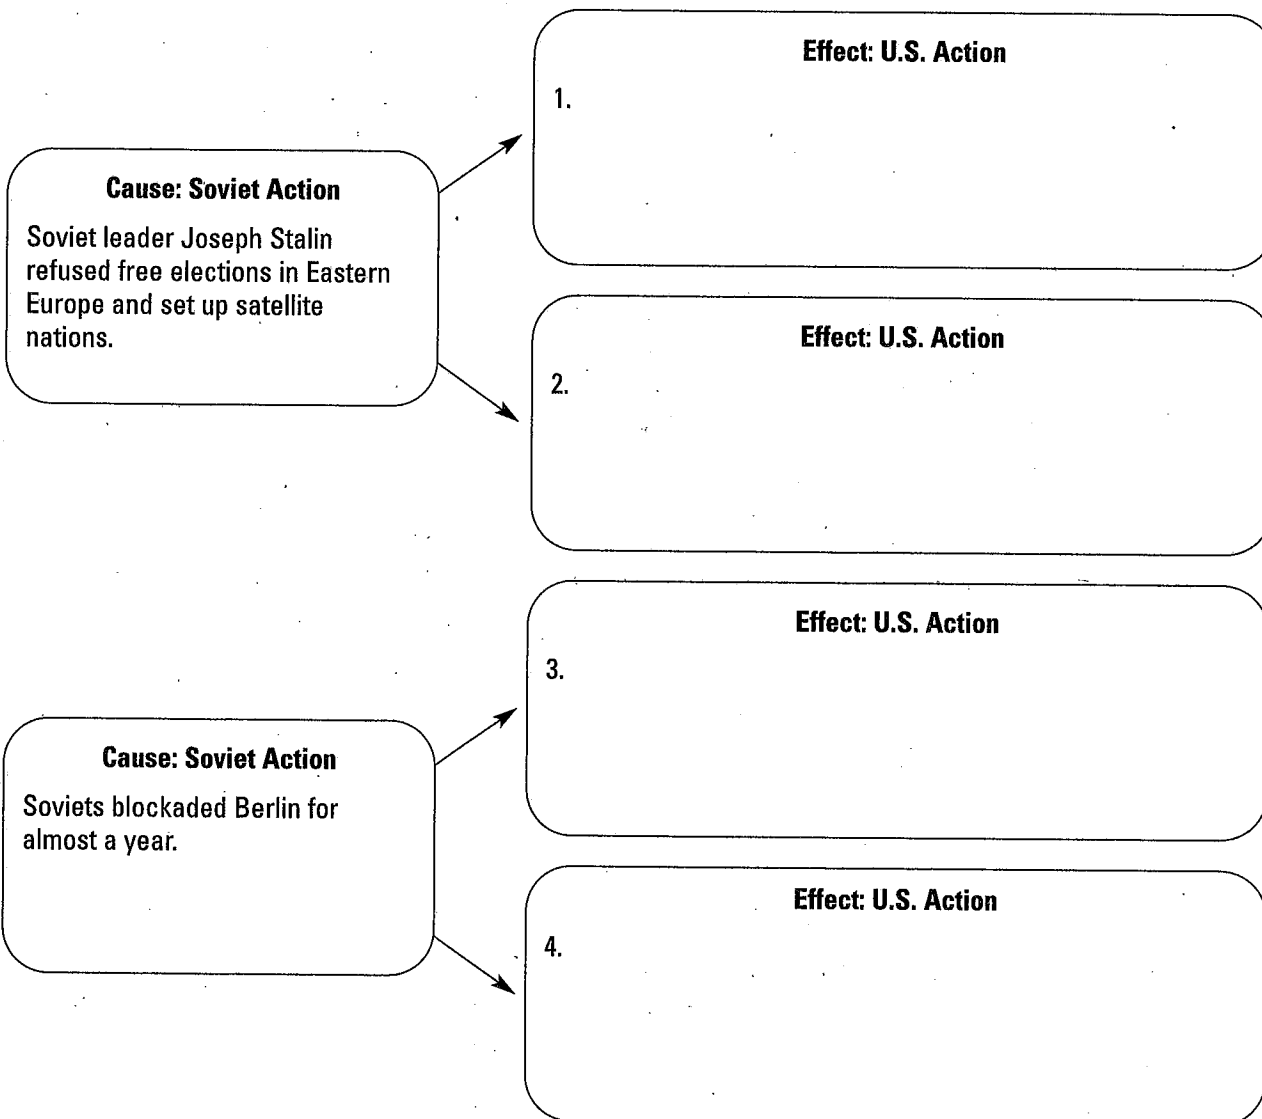 Effect: U.S. Action
1.
Cause: Soviet Action
Soviet leader Joseph Stalin
refused free elections in Eastern
Europe and set up satellite
nations.
Effect: U.S. Action
2.
Effect: U.S. Action
3.
Cause: Soviet Action
Soviets blockaded Berlin for
almost a year.
Effect: U.S. Action
4.